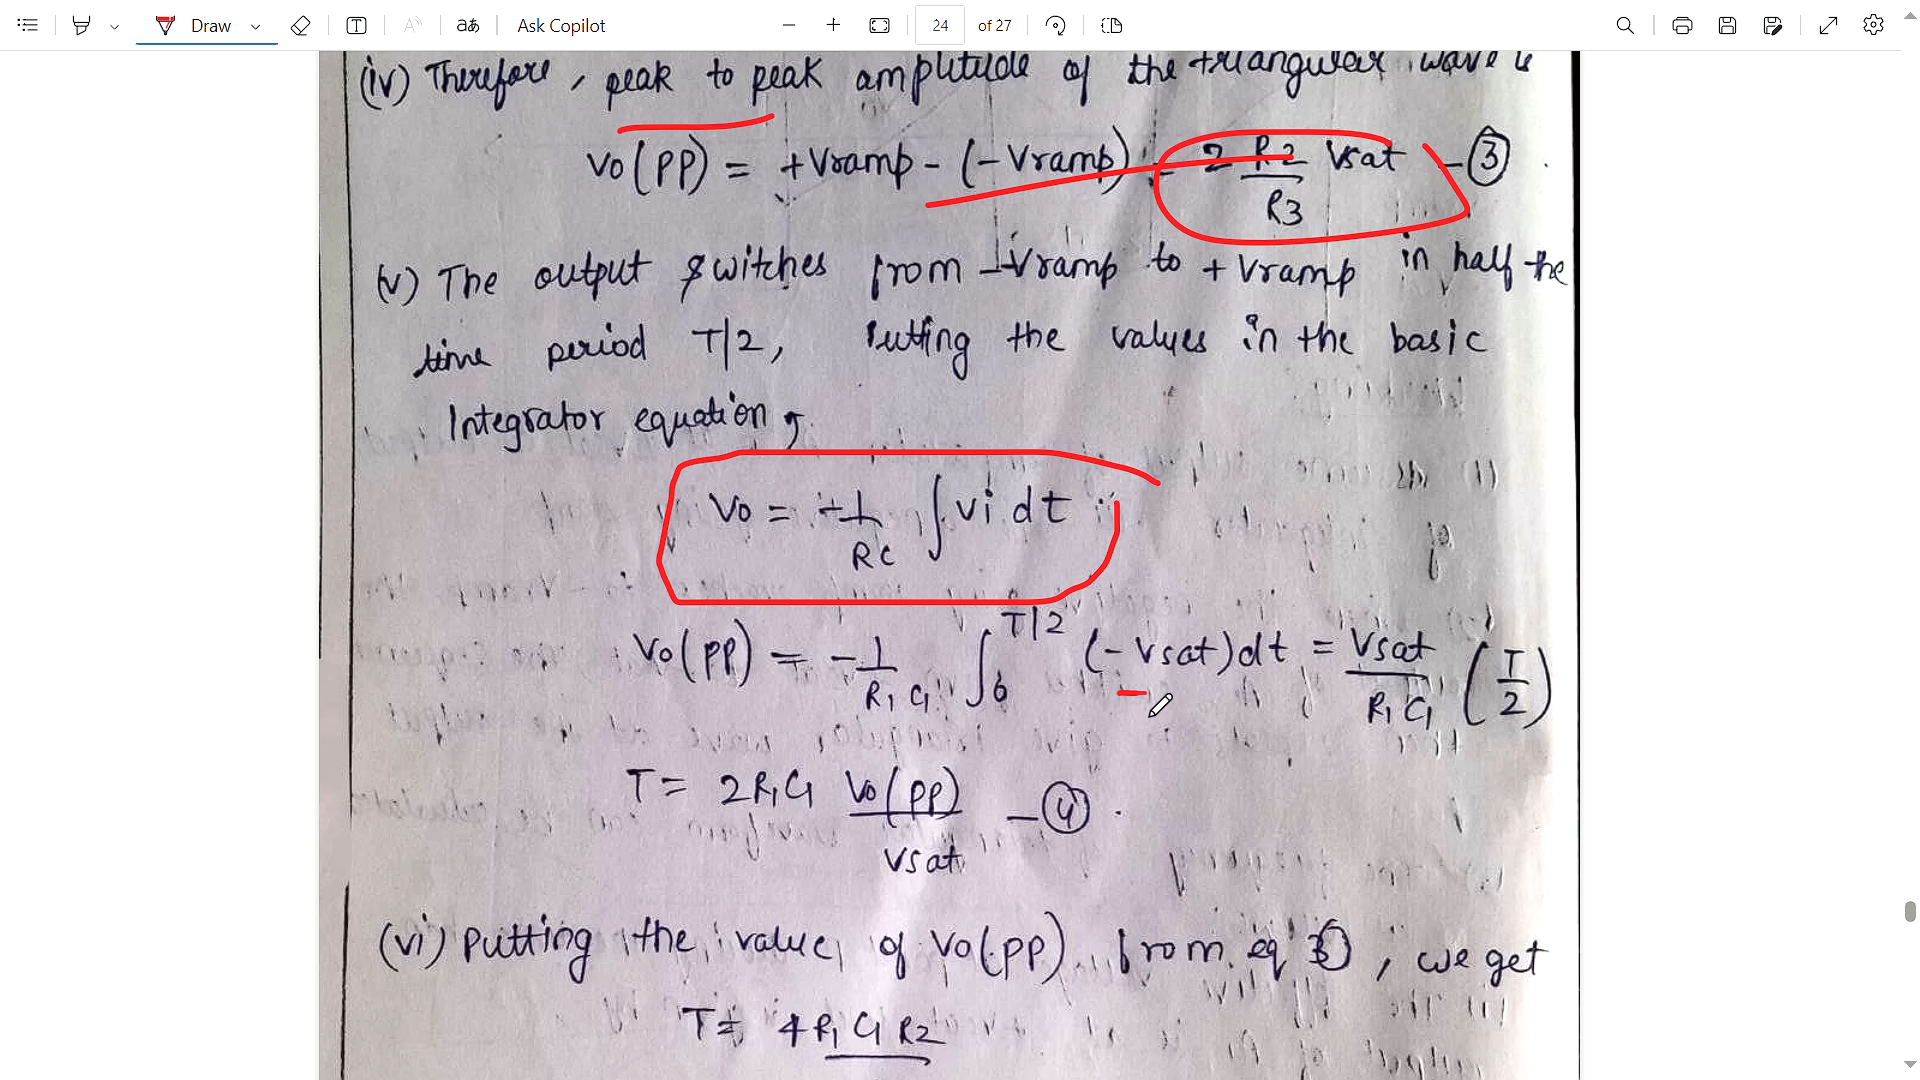 Draw
aあ
Ask Copilot
24 of 27
(iv) Therefore, peak to peak amplitude of the triangular wave is
Vo(PP) = +Vramp - (-Vramp) = 2 R2/R3 Vsat - ③
(v) The output switches from -Vramp to +Vramp in half the
time period T/2, Putting the values in the basic
Integrator equation,
Vo = -1/RC ∫ vi dt
Vo(PP) = -1/R1C1 ∫0^T/2 (-Vsat)dt = Vsat/R1C1 (T/2)
T = 2R1C1 Vo(PP)/Vsat - ④.
(vi) Putting the value of Vo(PP) from eq ③, we get
T = 4R1C1R2